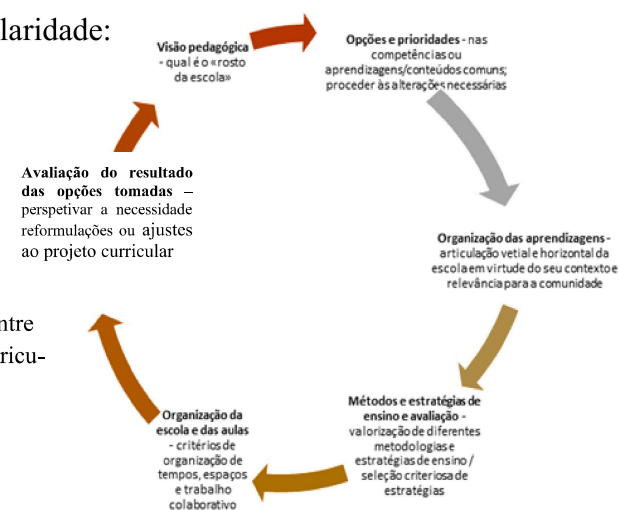 laridade:
Visão pedagógica
- qual é o «rosto
da escola»
Opções e prioridades - nas
competências ou
aprendizagens/conteúdos comuns;
proceder às alterações necessárias
Organização das aprendizagens -
articulação vetial e horizontal da
escola em virtude do seu contexto e
relevância para a comunidade
Métodos e estratégias de
ensino e avaliação -
valorização de diferentes
metodologias e
estratégias de ensino /
seleção criteriosa de
estratégias
Organização da
escola e das aulas
- critérios de
organização de
tempos, espaços
e trabalho
colaborativo
Avaliação do resultado
das opções tomadas –
perspetivar a necessidade
reformulações ou ajustes
ao projeto curricular
ntre
ricu-